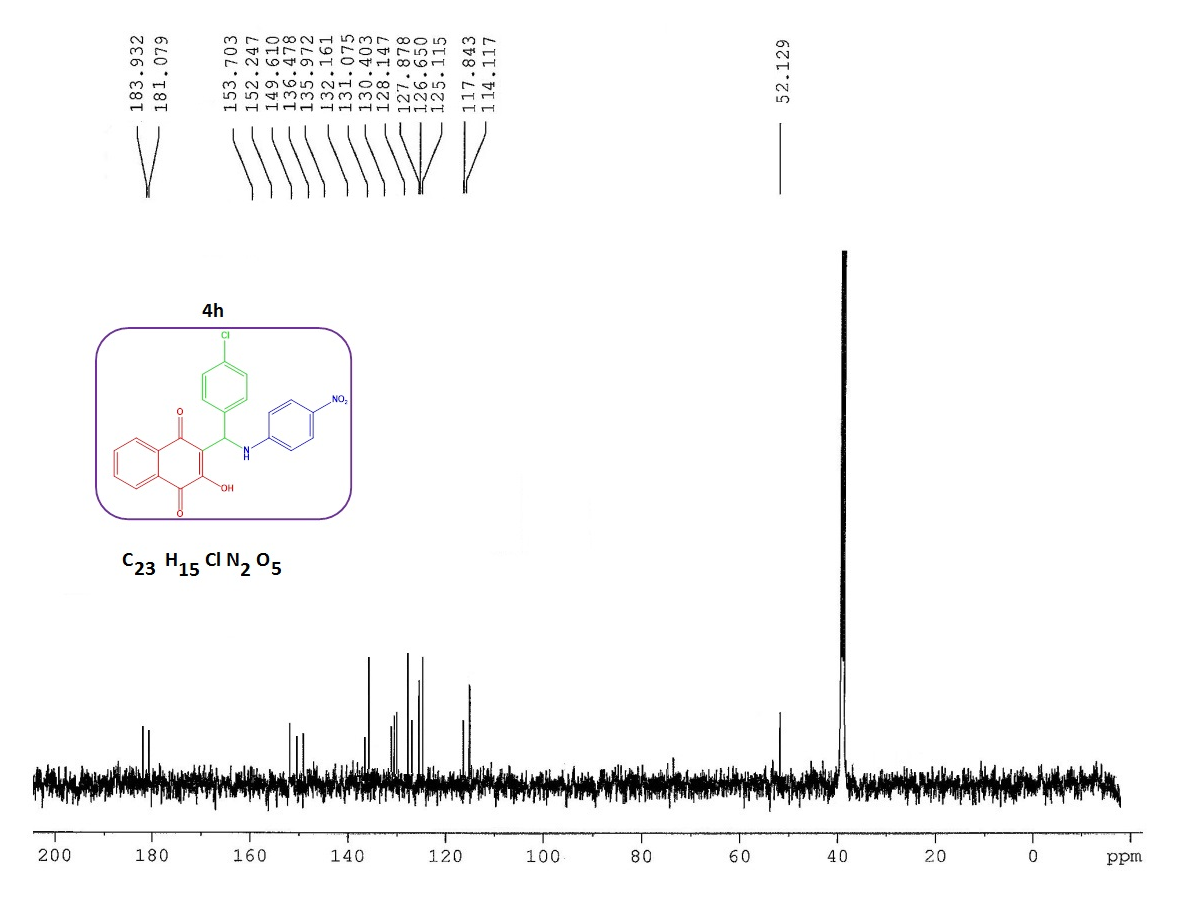 183.932
181.079
153.703
152.247
149.610
136.478
135.972
132.161
131.075
130.403
128.147
127.878
126.650
125.115
117.843
114.117
52.129
4h
Cl
O
NO2
N
H
OH
O
C23 H15 Cl N2 O5
200 180 160 140 120 100 80 60 40 20 0 ppm